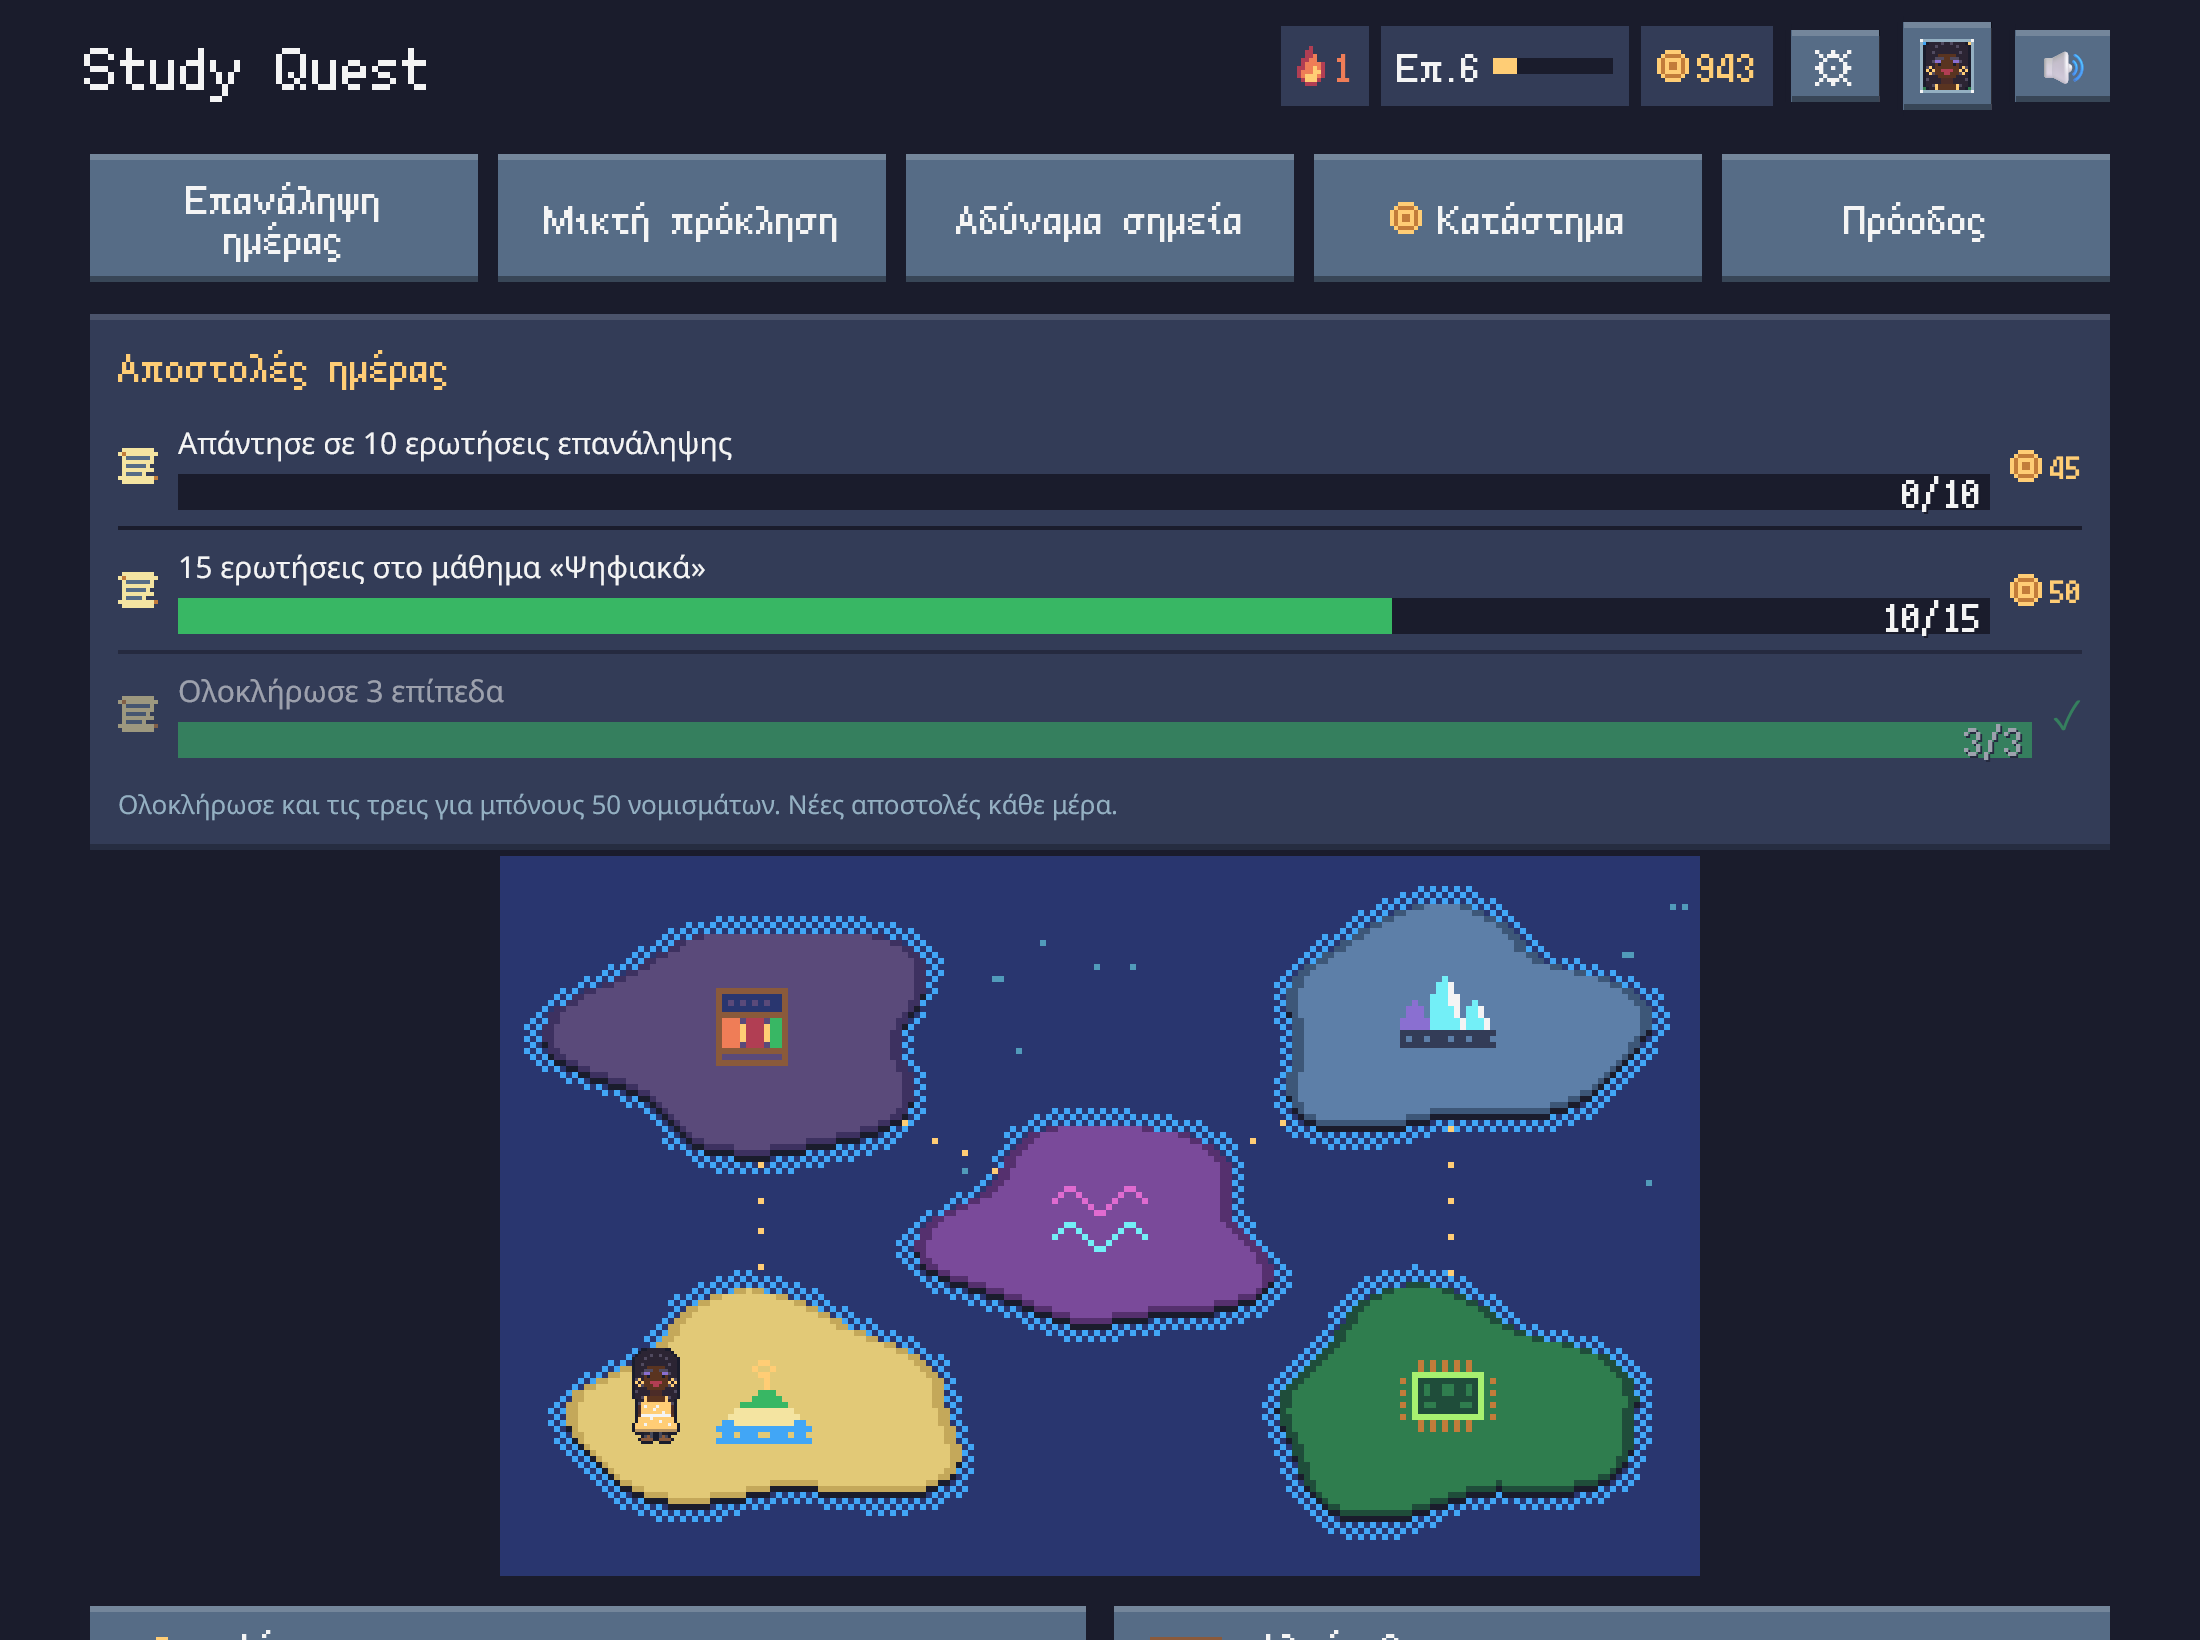 Study Quest
1
Επ.6
943
Επανάληψη
ημέρας
Μικτή πρόκληση
Αδύναμα σημεία
Κατάστημα
Πρόοδος
Αποστολές ημέρας
Απάντησε σε 10 ερωτήσεις επανάληψης
0/10
45
15 ερωτήσεις στο μάθημα «Ψηφιακά»
10/15
50
Ολοκλήρωσε 3 επίπεδα
3/3
Ολοκλήρωσε και τις τρεις για μπόνους 50 νομισμάτων. Νέες αποστολές κάθε μέρα.